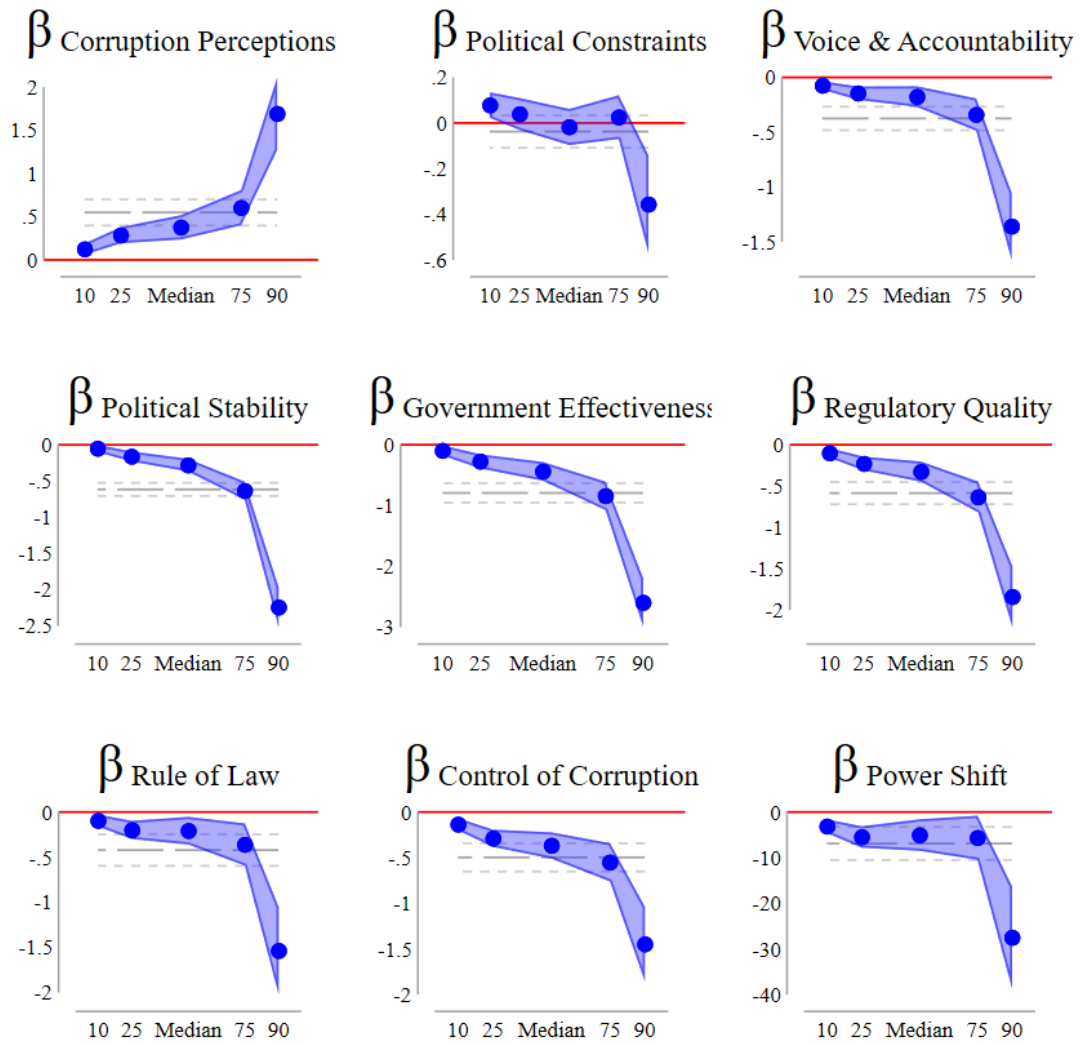 β Corruption Perceptions
2
1.5
1
.5
0
10 25 Median 75 90
β Political Constraints
.2
0
-.2
-.4
-.6
10 25 Median 75 90
β Voice & Accountability
0
-.5
-1
-1.5
10 25 Median 75 90
β Political Stability
0
-.5
-1
-1.5
-2
-2.5
10 25 Median 75 90
β Government Effectiveness
0
-1
-2
-3
10 25 Median 75 90
β Regulatory Quality
0
-.5
-1
-1.5
-2
10 25 Median 75 90
β Rule of Law
0
-.5
-1
-1.5
-2
10 25 Median 75 90
β Control of Corruption
0
-.5
-1
-1.5
-2
10 25 Median 75 90
β Power Shift
0
-10
-20
-30
-40
10 25 Median 75 90